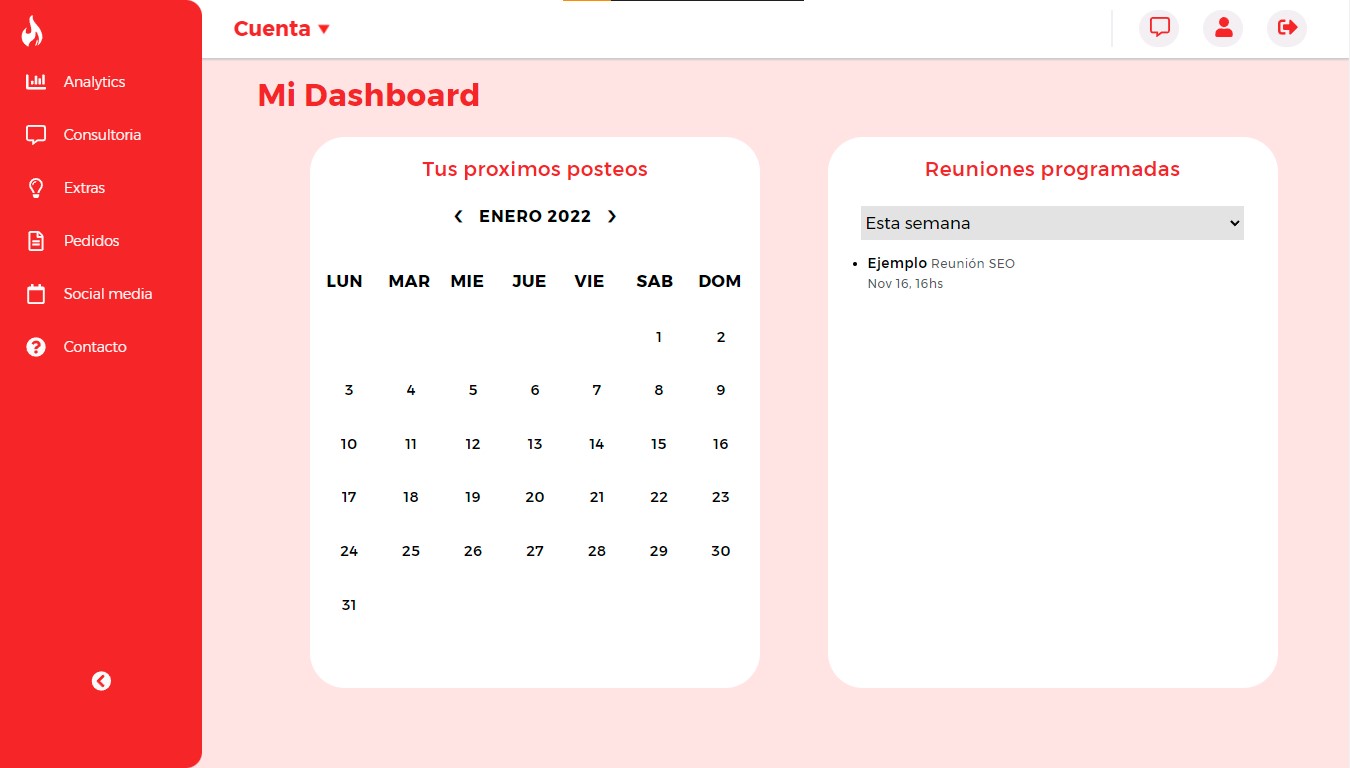 Cuenta
Analytics
Consultoria
Extras
Pedidos
Social media
Contacto
Mi Dashboard
Tus proximos posteos
ENERO 2022
LUN MAR MIE JUE VIE SAB DOM
1 2
3 4 5 6 7 8 9
10 11 12 13 14 15 16
17 18 19 20 21 22 23
24 25 26 27 28 29 30
31
Reuniones programadas
Esta semana
Ejemplo Reunión SEO
Nov 16, 16hs